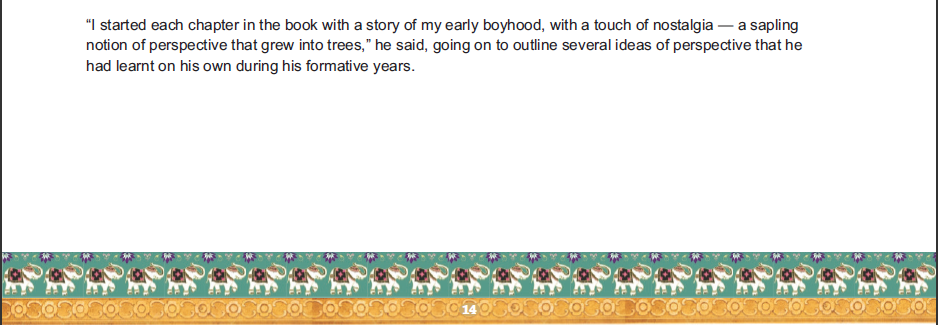 “I started each chapter in the book with a story of my early boyhood, with a touch of nostalgia — a sapling
notion of perspective that grew into trees,” he said, going on to outline several ideas of perspective that he
had learnt on his own during his formative years.
14